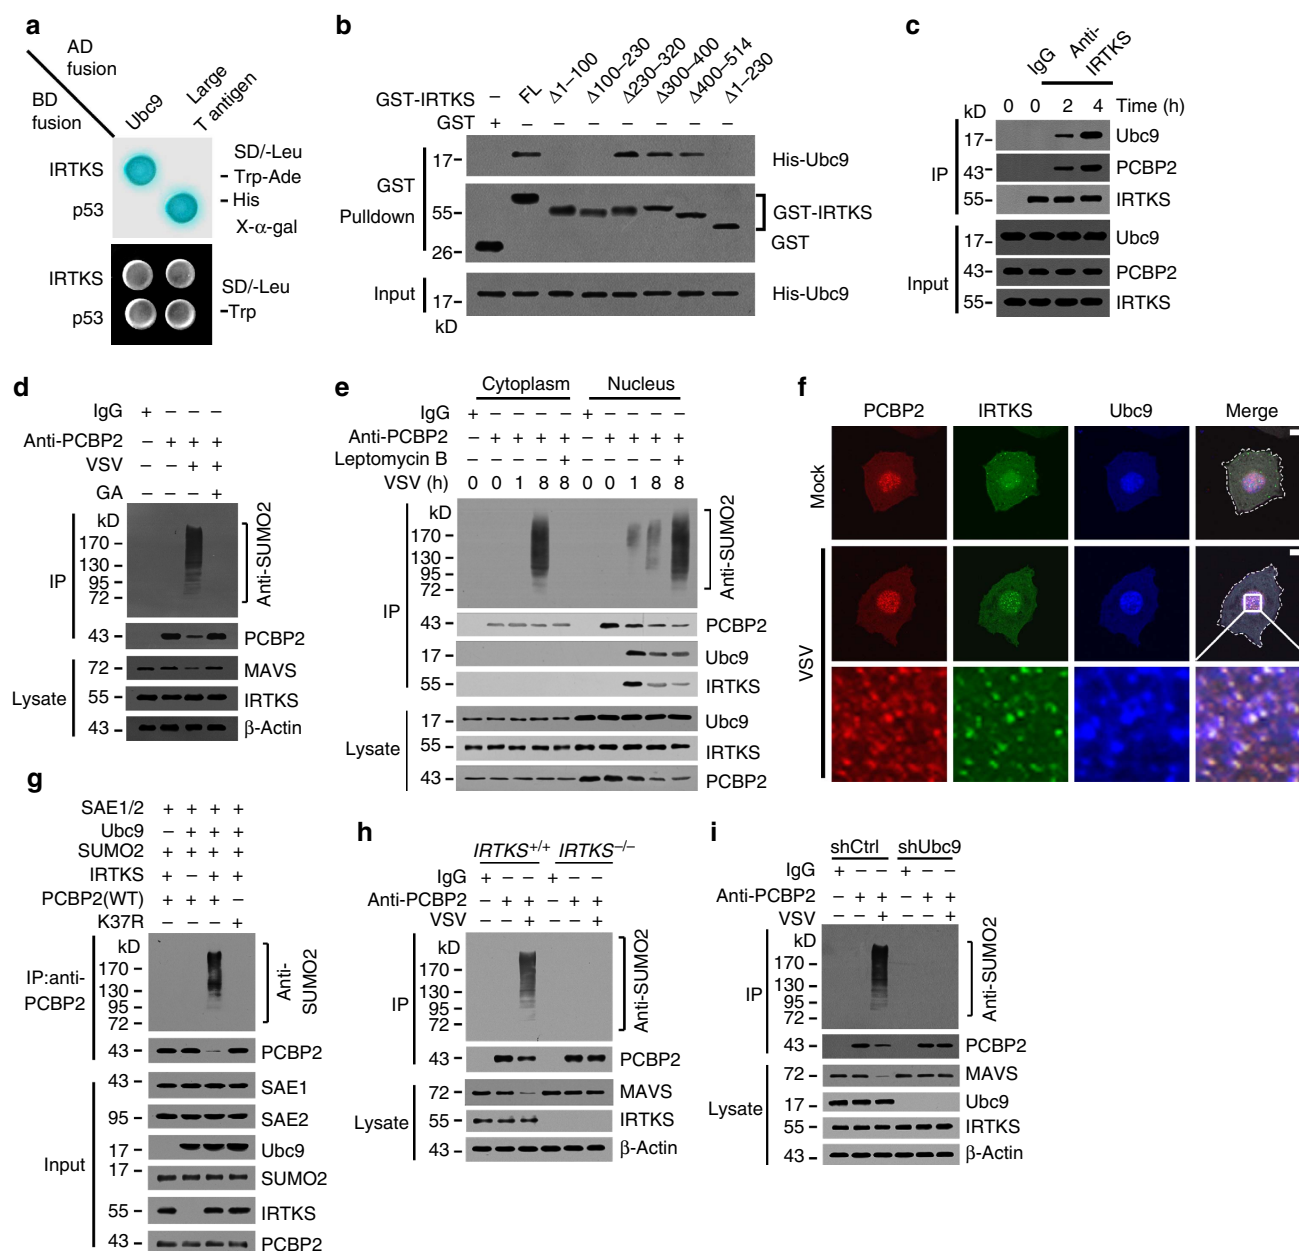 a
AD
fusion
BD
fusion
Ubc9
Large
T antigen
IRTKS
p53
SD/-Leu
Trp-Ade
His
X-α-gal
IRTKS
p53
SD/-Leu
Trp
b
GST-IRTKS – FL Δ1–100 Δ100–230 Δ230–320 Δ300–400 Δ400–514 Δ1–230
GST + – – – – – – –
GST
Pulldown
17
55
26
His-Ubc9
GST-IRTKS
GST
Input
17
His-Ubc9
kD
c
IgG
Anti-
IRTKS
kD 0 0 2 4 Time (h)
IP
17 Ubc9
43 PCBP2
55 IRTKS
Input
17 Ubc9
43 PCBP2
55 IRTKS
d
IgG + – – –
Anti-PCBP2 – + + +
VSV – – + +
GA – – – +
kD
170
130
95
72
IP
Anti-SUMO2
43 PCBP2
Lysate
72 MAVS
55 IRTKS
43 β-Actin
e
Cytoplasm Nucleus
IgG + – – – – + – – – –
Anti-PCBP2 – + + + + – + + + +
Leptomycin B – – – – + – – – – +
VSV (h) 0 0 1 8 8 0 0 1 8 8
kD
170
130
95
72
IP
Anti-SUMO2
43 PCBP2
17 Ubc9
55 IRTKS
Lysate
17 Ubc9
55 IRTKS
43 PCBP2
f
PCBP2 IRTKS Ubc9 Merge
Mock
VSV
g
SAE1/2 + + + +
Ubc9 – + + +
SUMO2 + + + +
IRTKS + – + +
PCBP2(WT) + + + –
K37R – – – +
kD
170
130
95
72
IP:anti-
PCBP2
Anti-
SUMO2
43 PCBP2
Input
43 SAE1
95 SAE2
17 Ubc9
17 SUMO2
55 IRTKS
43 PCBP2
h
IRTKS+/+ IRTKS–/–
IgG + – – + – –
Anti-PCBP2 – + + – + +
VSV – – + – – +
kD
170
130
95
72
IP
Anti-SUMO2
43 PCBP2
Lysate
72 MAVS
55 IRTKS
43 β-Actin
i
shCtrl shUbc9
IgG + – – + – –
Anti-PCBP2 – + + – + +
VSV – – + – – +
kD
170
130
95
72
IP
Anti-SUMO2
43 PCBP2
Lysate
72 MAVS
17 Ubc9
55 IRTKS
43 β-Actin